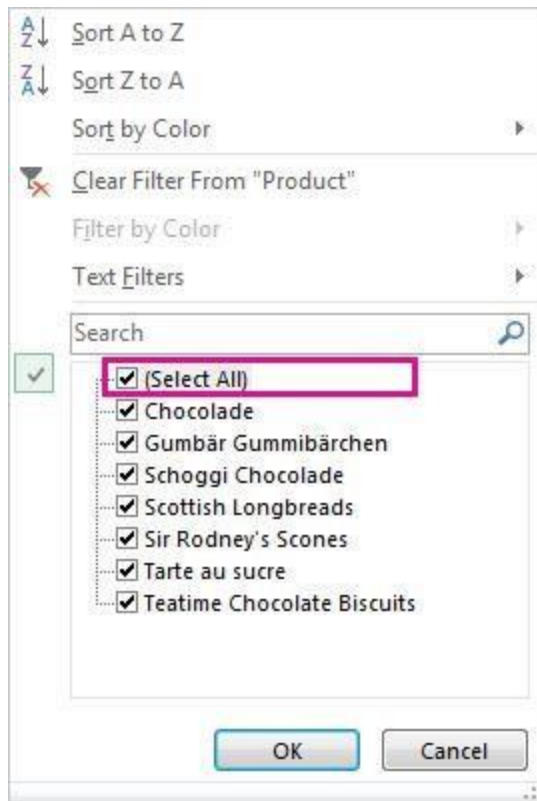 Sort A to Z
Sort Z to A
Sort by Color
Clear Filter From "Product"
Filter by Color
Text Filters
Search
(Select All)
Chocolade
Gumbär Gummibärchen
Schoggi Chocolade
Scottish Longbreads
Sir Rodney's Scones
Tarte au sucre
Teatime Chocolate Biscuits
OK Cancel